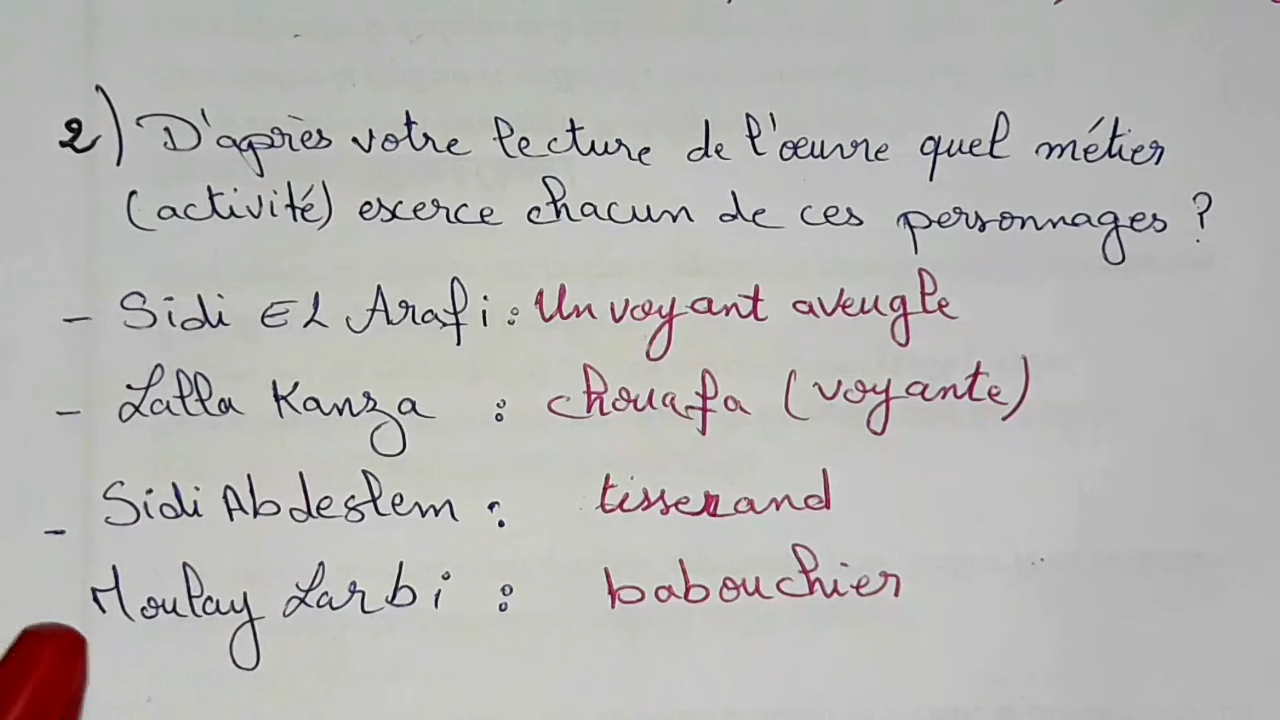 2) D'après votre lecture de l'œuvre quel métier
(activité) exerce chacun de ces personnages ?
- Sidi El Arafi : Un voyant aveugle
- Lalla Kanza : chouafa (voyante)
- Sidi Abdeslem : tisserand
Moulay Larbi : babouchier